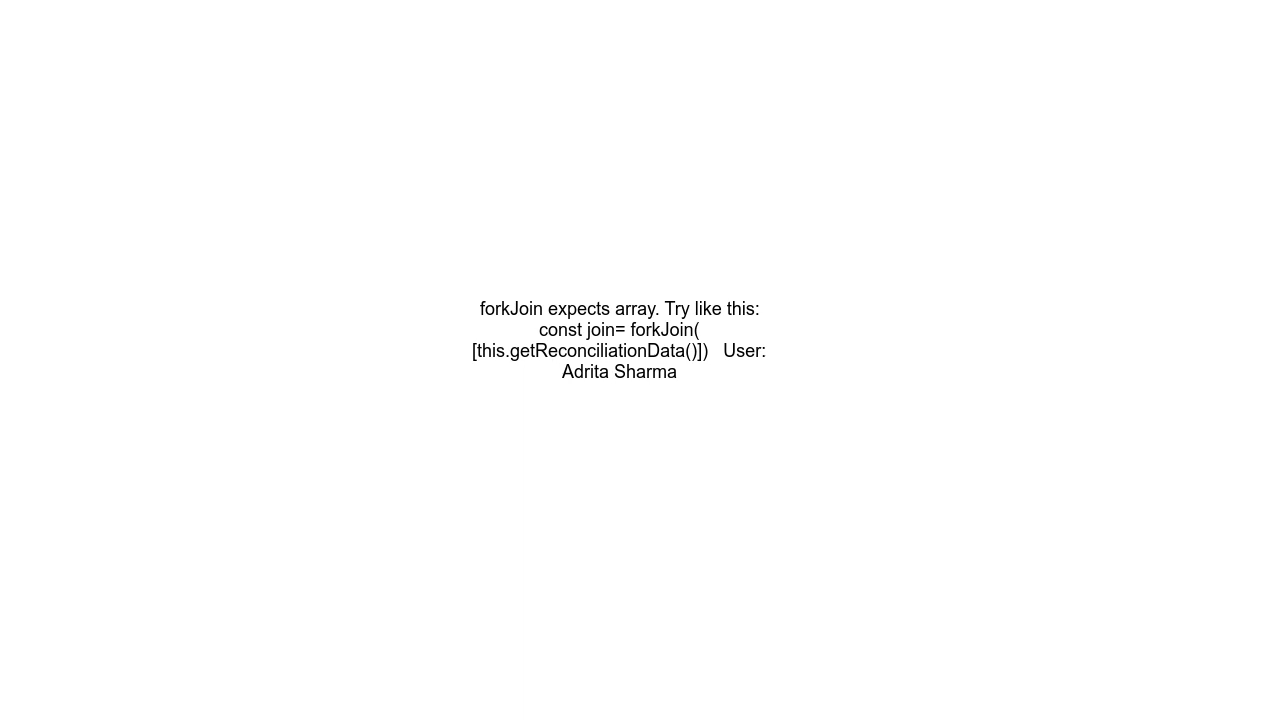 forkJoin expects array. Try like this:
const join= forkJoin(
[this.getReconciliationData()])   User:
Adrita Sharma